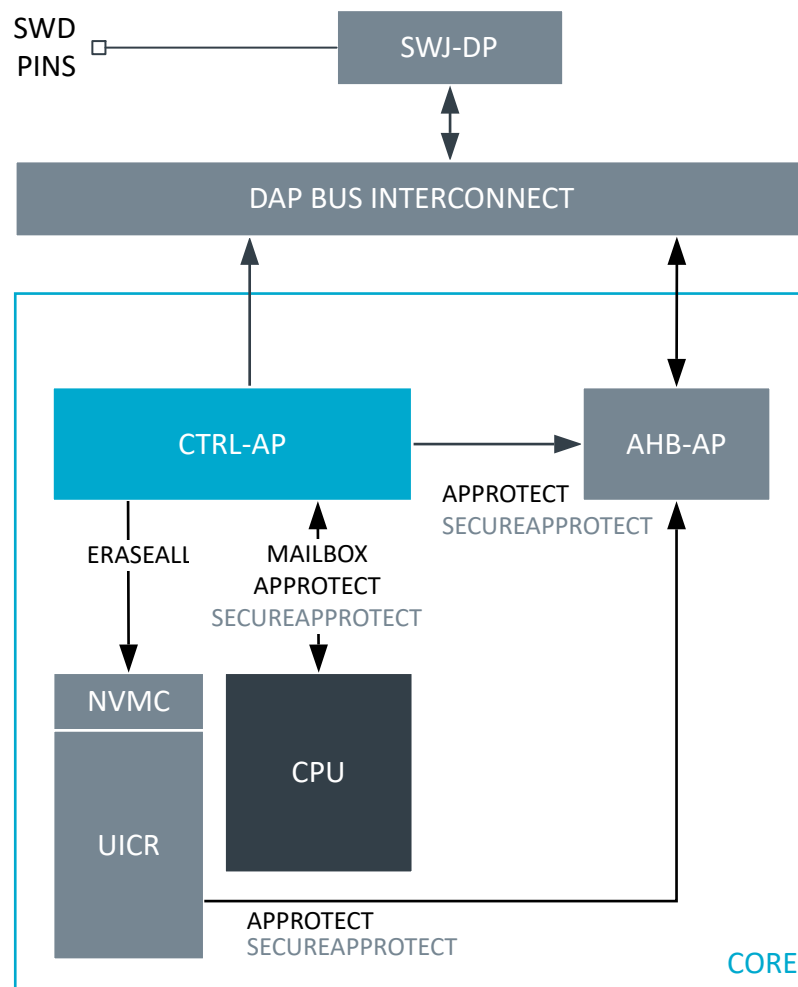 SWD
PINS
SWJ-DP
DAP BUS INTERCONNECT
CTRL-AP
AHB-AP
APPROTECT
SECUREAPPROTECT
ERASEALL
MAILBOX
APPROTECT
SECUREAPPROTECT
NVMC
CPU
UICR
APPROTECT
SECUREAPPROTECT
CORE